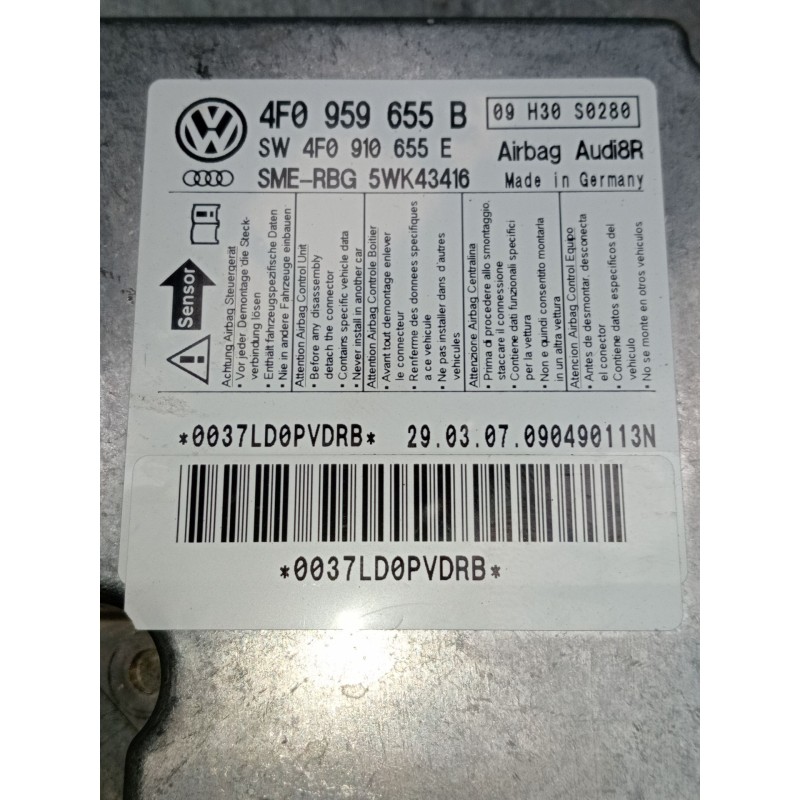 4F0 959 655 B
09 H30 S0280
SW 4F0 910 655 E
Airbag Audi8R
SME-RBG 5WK43416
Made in Germany
Sensor
Achtung Airbag Steuergerät
• Vor jeder Demontage die Steck-
verbindung lösen
• Enthält fahrzeugspezifische Daten
• Nie in andere Fahrzeuge einbauen
Attention Airbag Control Unit
• Before any disassembly
detach the connector
• Contains specific vehicle data
• Never install in another car
Attention Airbag Controle Boitier
• Avant tout demontage enlever
le connecteur
• Renferme des donnees specifiques
a ce vehicule
• Ne pas installer dans d'autres
vehicules
Attenzione Airbag Centralina
• Prima di procedere allo smontaggio,
staccare il connessione
• Contiene dati funzionali specifici
per la vettura
• Non e quindi consentito montarla
in un altra vettura
Atencion Airbag Control Equipo
• Antes de desmontar, desconecta
el conector
• Contiene datos especificos del
vehiculo
• No se monte en otros vehiculos
*0037LD0PVDRB*
29.03.07.090490113N
*0037LD0PVDRB*